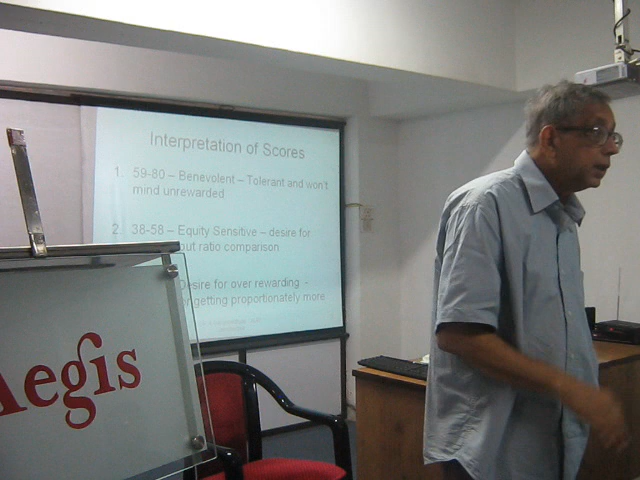 Interpretation of Scores
1. 59-80 – Benevolent – Tolerant and won't
mind unrewarded
2. 38-58 – Equity Sensitive – desire for
out ratio comparison
Desire for over rewarding -
getting proportionately more
Aegis